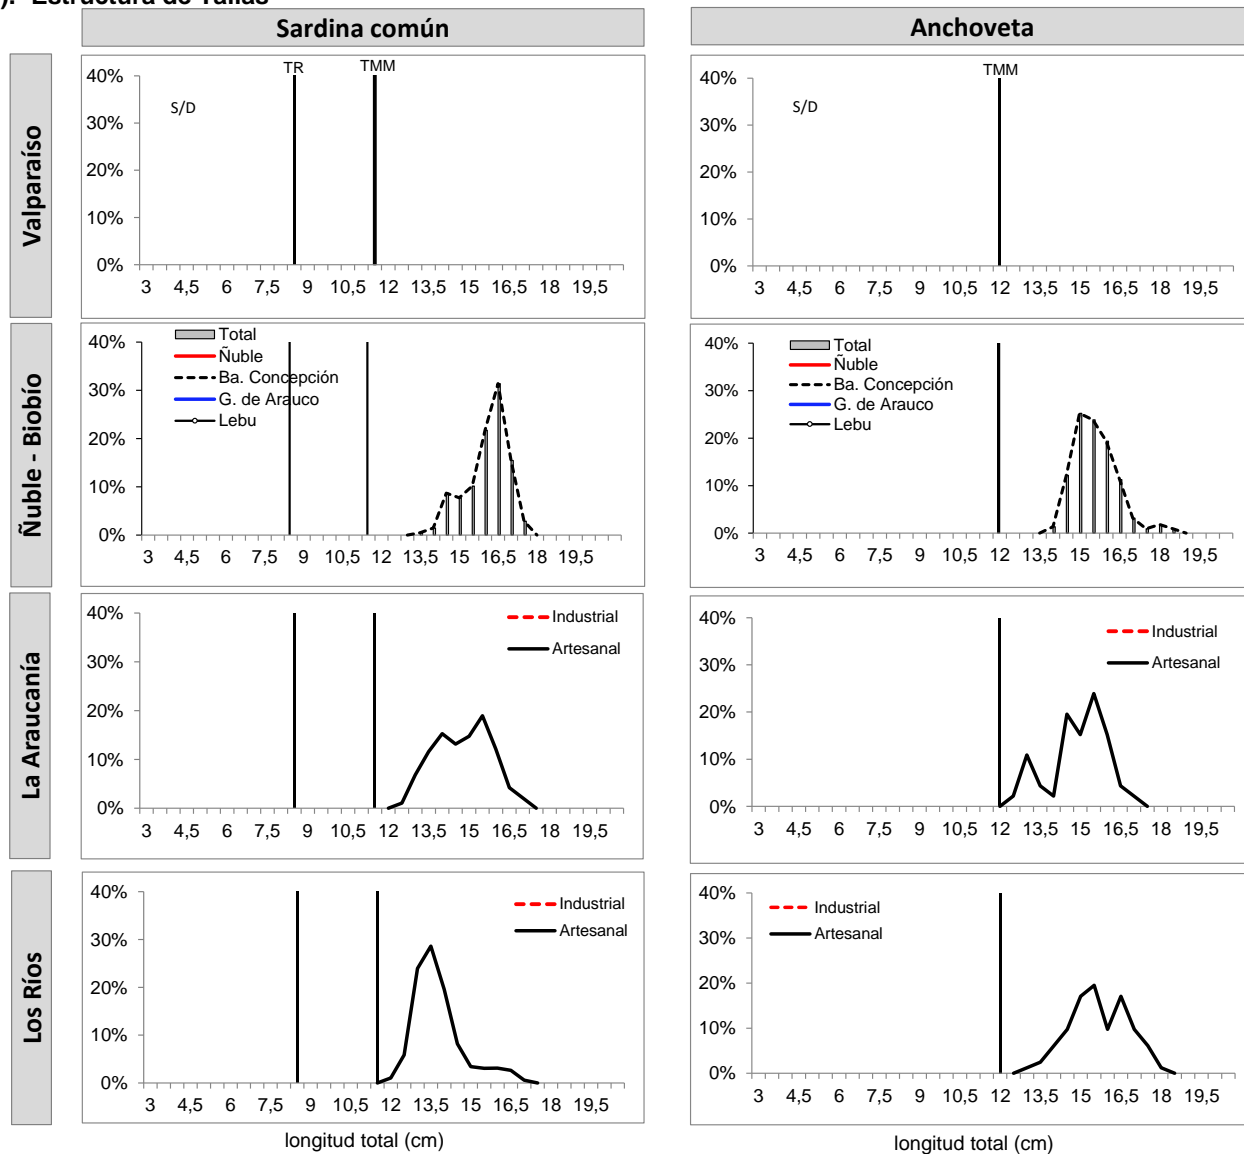 ). Estructura de Tallas
Sardina común
Anchoveta
Valparaíso
40%
30%
20%
10%
0%
TR
TMM
S/D
3 4,5 6 7,5 9 10,5 12 13,5 15 16,5 18 19,5
40%
30%
20%
10%
0%
TMM
S/D
3 4,5 6 7,5 9 10,5 12 13,5 15 16,5 18 19,5
Ñuble - Biobío
40%
30%
20%
10%
0%
Total
Ñuble
Ba. Concepción
G. de Arauco
Lebu
3 4,5 6 7,5 9 10,5 12 13,5 15 16,5 18 19,5
40%
30%
20%
10%
0%
Total
Ñuble
Ba. Concepción
G. de Arauco
Lebu
3 4,5 6 7,5 9 10,5 12 13,5 15 16,5 18 19,5
La Araucanía
40%
30%
20%
10%
0%
Industrial
Artesanal
3 4,5 6 7,5 9 10,5 12 13,5 15 16,5 18 19,5
40%
30%
20%
10%
0%
Industrial
Artesanal
3 4,5 6 7,5 9 10,5 12 13,5 15 16,5 18 19,5
Los Ríos
40%
30%
20%
10%
0%
Industrial
Artesanal
3 4,5 6 7,5 9 10,5 12 13,5 15 16,5 18 19,5
longitud total (cm)
40%
30%
20%
10%
0%
Industrial
Artesanal
3 4,5 6 7,5 9 10,5 12 13,5 15 16,5 18 19,5
longitud total (cm)